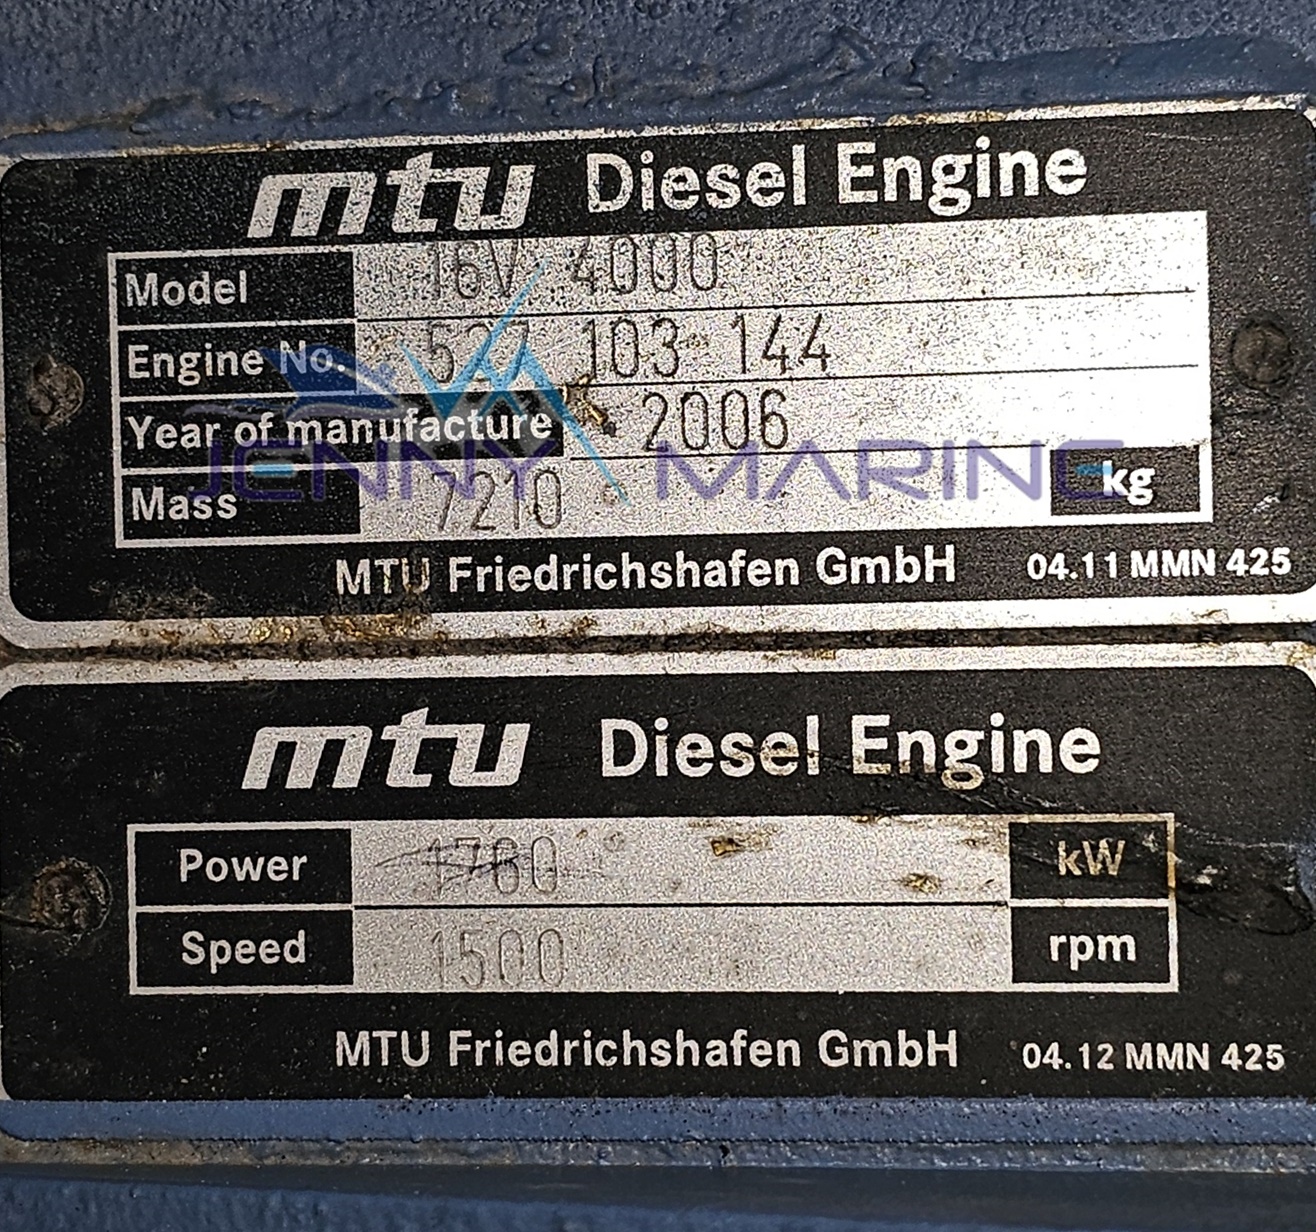 mtu Diesel Engine
Model 16V 4000
Engine No. 527 103 144
Year of manufacture 2006
JENNY MARINE
Mass 7210 kg
MTU Friedrichshafen GmbH 04.11 MMN 425
mtu Diesel Engine
Power kW
Speed 1500 rpm
MTU Friedrichshafen GmbH 04.12 MMN 425